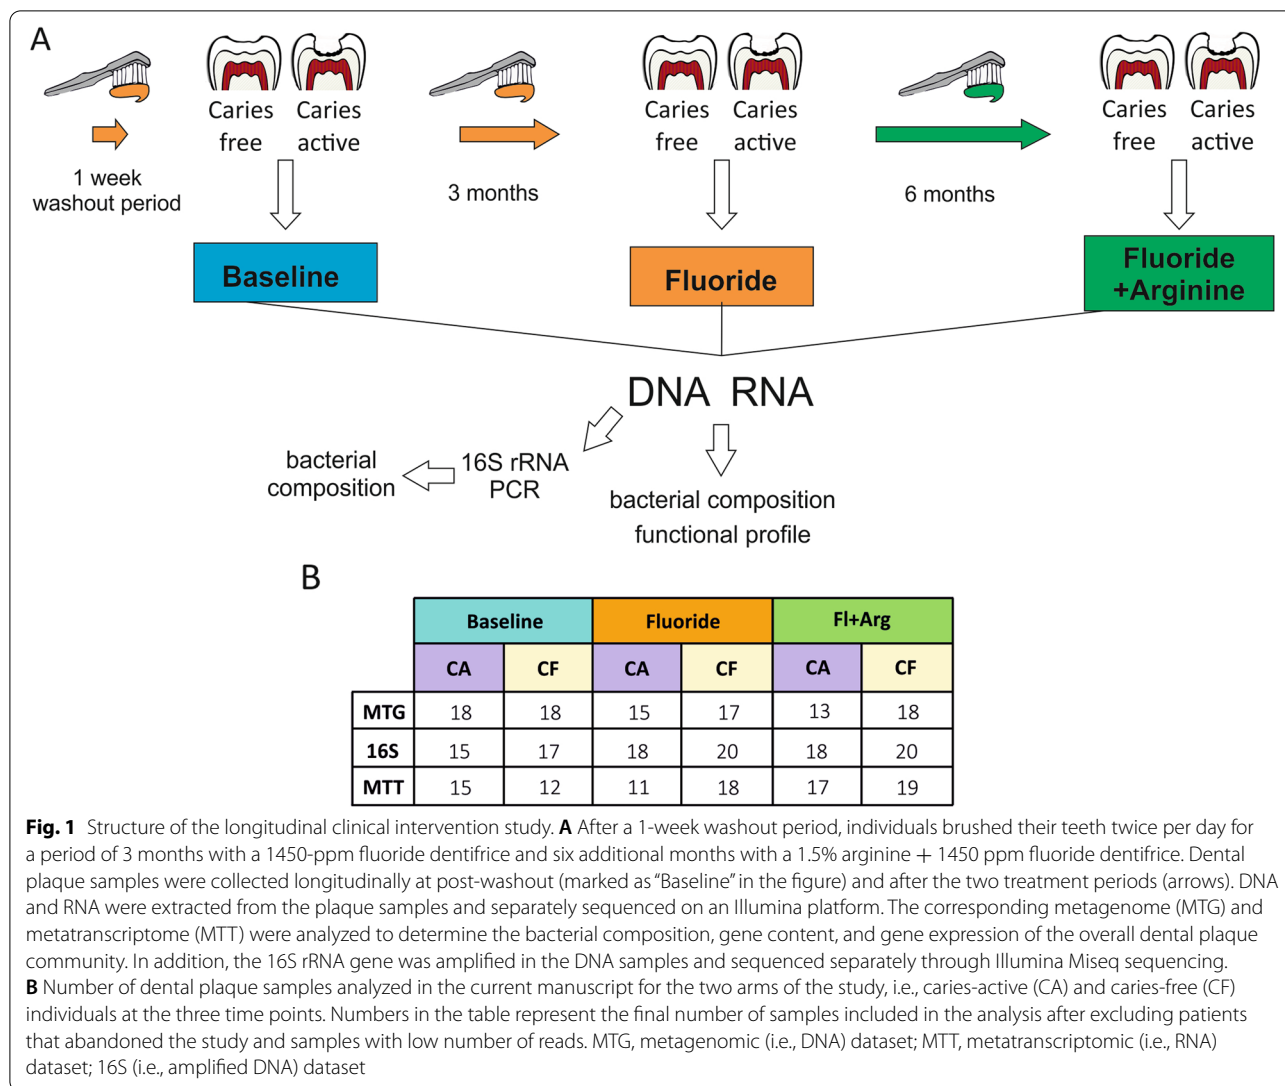 A
Caries
free
Caries
active
Caries
free
Caries
active
Caries
free
Caries
active
1 week
washout period
3 months
6 months
Baseline
Fluoride
Fluoride
+Arginine
DNA RNA
16S rRNA
PCR
bacterial
composition
bacterial composition
functional profile
B
Baseline Fluoride Fl+Arg
CA CF CA CF CA CF
MTG 18 18 15 17 13 18
16S 15 17 18 20 18 20
MTT 15 12 11 18 17 19
Fig. 1 Structure of the longitudinal clinical intervention study. A After a 1-week washout period, individuals brushed their teeth twice per day for
a period of 3 months with a 1450-ppm fluoride dentifrice and six additional months with a 1.5% arginine + 1450 ppm fluoride dentifrice. Dental
plaque samples were collected longitudinally at post-washout (marked as “Baseline” in the figure) and after the two treatment periods (arrows). DNA
and RNA were extracted from the plaque samples and separately sequenced on an Illumina platform. The corresponding metagenome (MTG) and
metatranscriptome (MTT) were analyzed to determine the bacterial composition, gene content, and gene expression of the overall dental plaque
community. In addition, the 16S rRNA gene was amplified in the DNA samples and sequenced separately through Illumina Miseq sequencing.
B Number of dental plaque samples analyzed in the current manuscript for the two arms of the study, i.e., caries-active (CA) and caries-free (CF)
individuals at the three time points. Numbers in the table represent the final number of samples included in the analysis after excluding patients
that abandoned the study and samples with low number of reads. MTG, metagenomic (i.e., DNA) dataset; MTT, metatranscriptomic (i.e., RNA)
dataset; 16S (i.e., amplified DNA) dataset